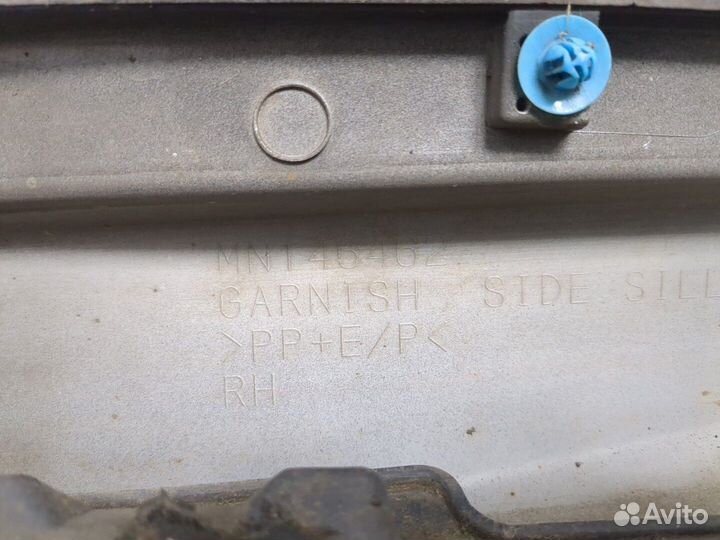 MN146462
GARNISH, SIDE SILL
>PP+E/P<
RH
Avito